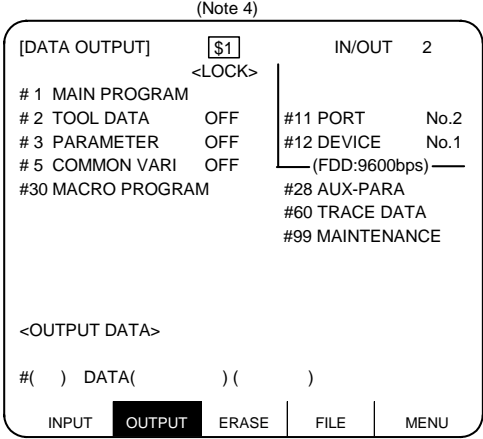 (Note 4)
[DATA OUTPUT] $1 IN/OUT 2
<LOCK>
# 1 MAIN PROGRAM
# 2 TOOL DATA OFF #11 PORT No.2
# 3 PARAMETER OFF #12 DEVICE No.1
# 5 COMMON VARI OFF (FDD:9600bps)
#30 MACRO PROGRAM #28 AUX-PARA
#60 TRACE DATA
#99 MAINTENANCE
<OUTPUT DATA>
#( ) DATA( ) ( )
INPUT OUTPUT ERASE FILE MENU